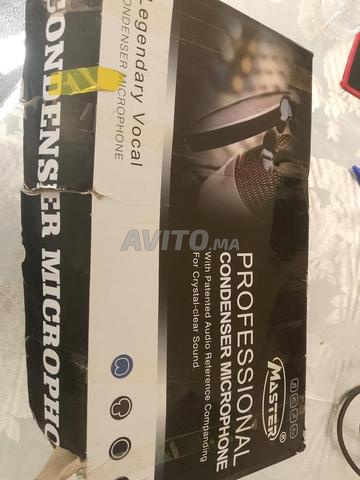 CONDENSER MICROPHO
Legendary Vocal
CONDENSER MICROPHONE
PROFESSIONAL
CONDENSER MICROPHONE
With Patented Audio Reference Companding
For Crystal-clear Sound.
MASTER®
AVITO.MA